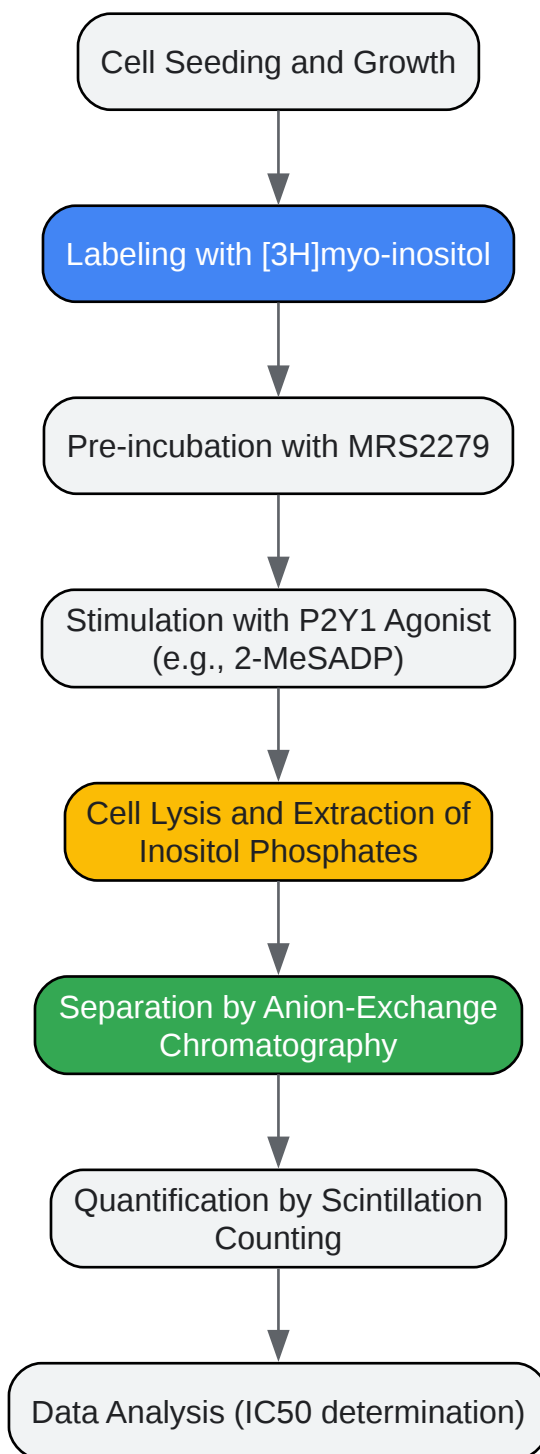 Cell Seeding and Growth
Labeling with [3H]myo-inositol
Pre-incubation with MRS2279
Stimulation with P2Y1 Agonist
(e.g., 2-MeSADP)
Cell Lysis and Extraction of
Inositol Phosphates
Separation by Anion-Exchange
Chromatography
Quantification by Scintillation
Counting
Data Analysis (IC50 determination)